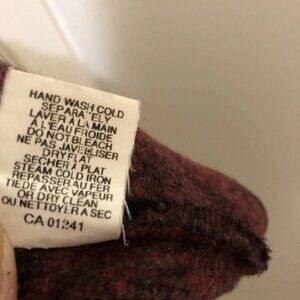 HAND WASH COLD
SEPARATELY
LAVER A LA MAIN
A L'EAU FROIDE
DO NOT BLEACH
NE PAS JAVELLISER
DRY FLAT
SECHER A PLAT
STEAM COLD IRON
REPASSER AU FER
TIEDE AVEC VAPEUR
OR DRY CLEAN
OU NETTOYER A SEC
CA 01241